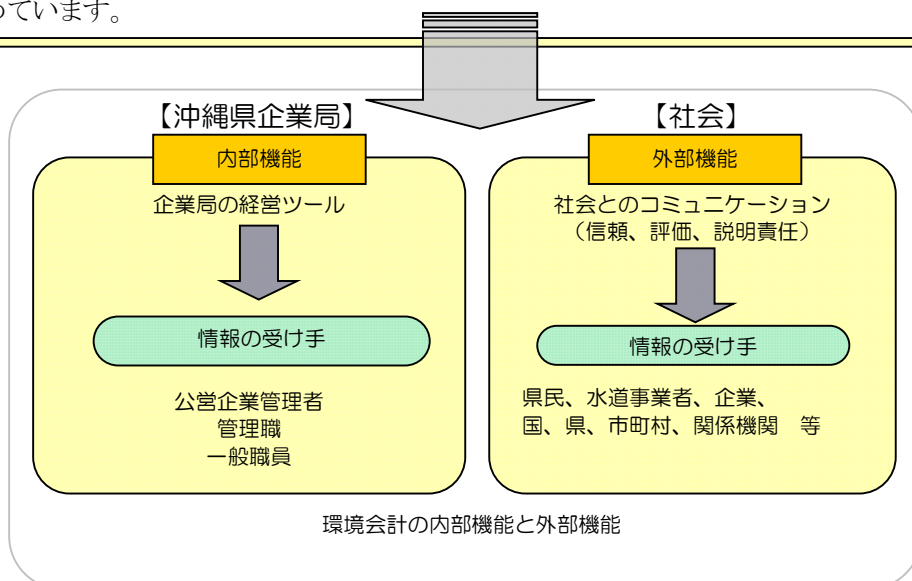 っています。
【沖縄県企業局】
内部機能
企業局の経営ツール
情報の受け手
公営企業管理者
管理職
一般職員
【社会】
外部機能
社会とのコミュニケーション
（信頼、評価、説明責任）
情報の受け手
県民、水道事業者、企業、
国、県、市町村、関係機関　等
環境会計の内部機能と外部機能